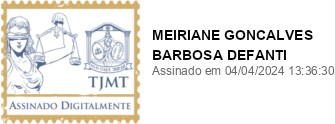 TJMT
ASSINADO DIGITALMENTE
MEIRIANE GONCALVES
BARBOSA DEFANTI
Assinado em 04/04/2024 13:36:30